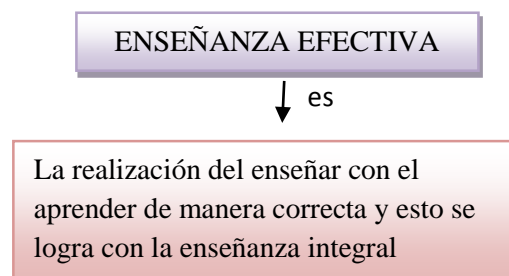 ENSEÑANZA EFECTIVA
es
La realización del enseñar con el
aprender de manera correcta y esto se
logra con la enseñanza integral